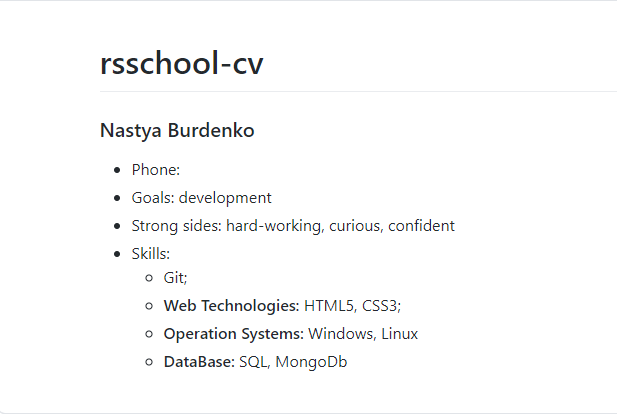 rsschool-cv
Nastya Burdenko
Phone:
Goals: development
Strong sides: hard-working, curious, confident
Skills:
Git;
Web Technologies: HTML5, CSS3;
Operation Systems: Windows, Linux
DataBase: SQL, MongoDb